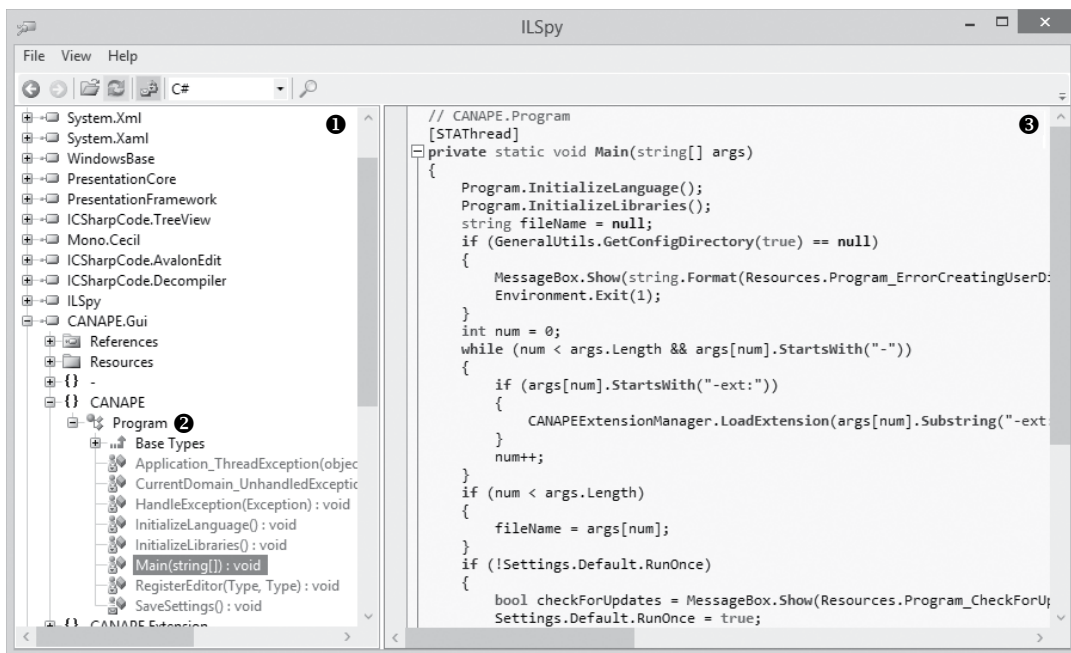 ILSpy
File View Help
C#
System.Xml
❶
System.Xaml
WindowsBase
PresentationCore
PresentationFramework
ICSharpCode.TreeView
Mono.Cecil
ICSharpCode.AvalonEdit
ICSharpCode.Decompiler
ILSpy
CANAPE.Gui
References
Resources
{} -
{} CANAPE
Program ❷
Base Types
Application_ThreadException(objec
CurrentDomain_UnhandledExceptic
HandleException(Exception) : void
InitializeLanguage() : void
InitializeLibraries() : void
Main(string[]) : void
RegisterEditor(Type, Type) : void
SaveSettings() : void
{} CANAPE.Extension
❸
// CANAPE.Program
[STAThread]
private static void Main(string[] args)
{
Program.InitializeLanguage();
Program.InitializeLibraries();
string fileName = null;
if (GeneralUtils.GetConfigDirectory(true) == null)
{
MessageBox.Show(string.Format(Resources.Program_ErrorCreatingUserDi
Environment.Exit(1);
}
int num = 0;
while (num < args.Length && args[num].StartsWith("-"))
{
if (args[num].StartsWith("-ext:"))
{
CANAPEExtensionManager.LoadExtension(args[num].Substring("-ext:
}
num++;
}
if (num < args.Length)
{
fileName = args[num];
}
if (!Settings.Default.RunOnce)
{
bool checkForUpdates = MessageBox.Show(Resources.Program_CheckForUp
Settings.Default.RunOnce = true;